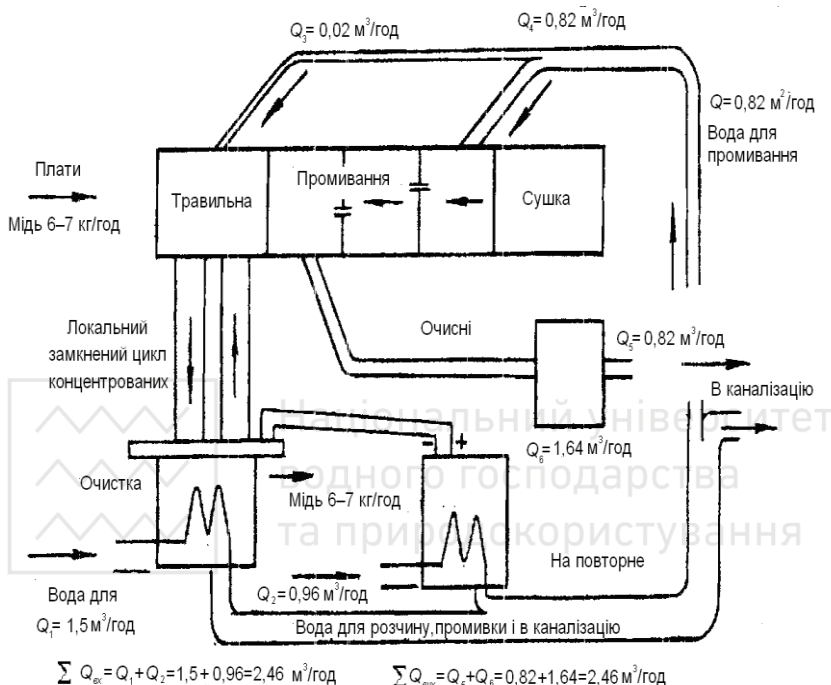 Q₃= 0,02 м³/год
Q₄= 0,82 м³/год
Q= 0,82 м²/год
Вода для
промивання
Плати
Мідь 6–7 кг/год
Травильна
Промивання
Сушка
Локальний
замкнений цикл
концентрованих
Очисні
Q₅= 0,82 м³/год
В каналізацію
Національний університет
водного господарства
та природокористування
Q₆= 1,64 м³/год
Очистка
- +
Мідь 6–7 кг/год
На повторне
Вода для
Q₁= 1,5 м³/год
Q₂= 0,96 м³/год
Вода для розчину,промивки і в каналізацію
∑ Qвх= Q₁+ Q₂=1,5+ 0,96=2,46 м³/год
∑Qвих= Q₅+ Q₆= 0,82+1,64=2,46 м³/год